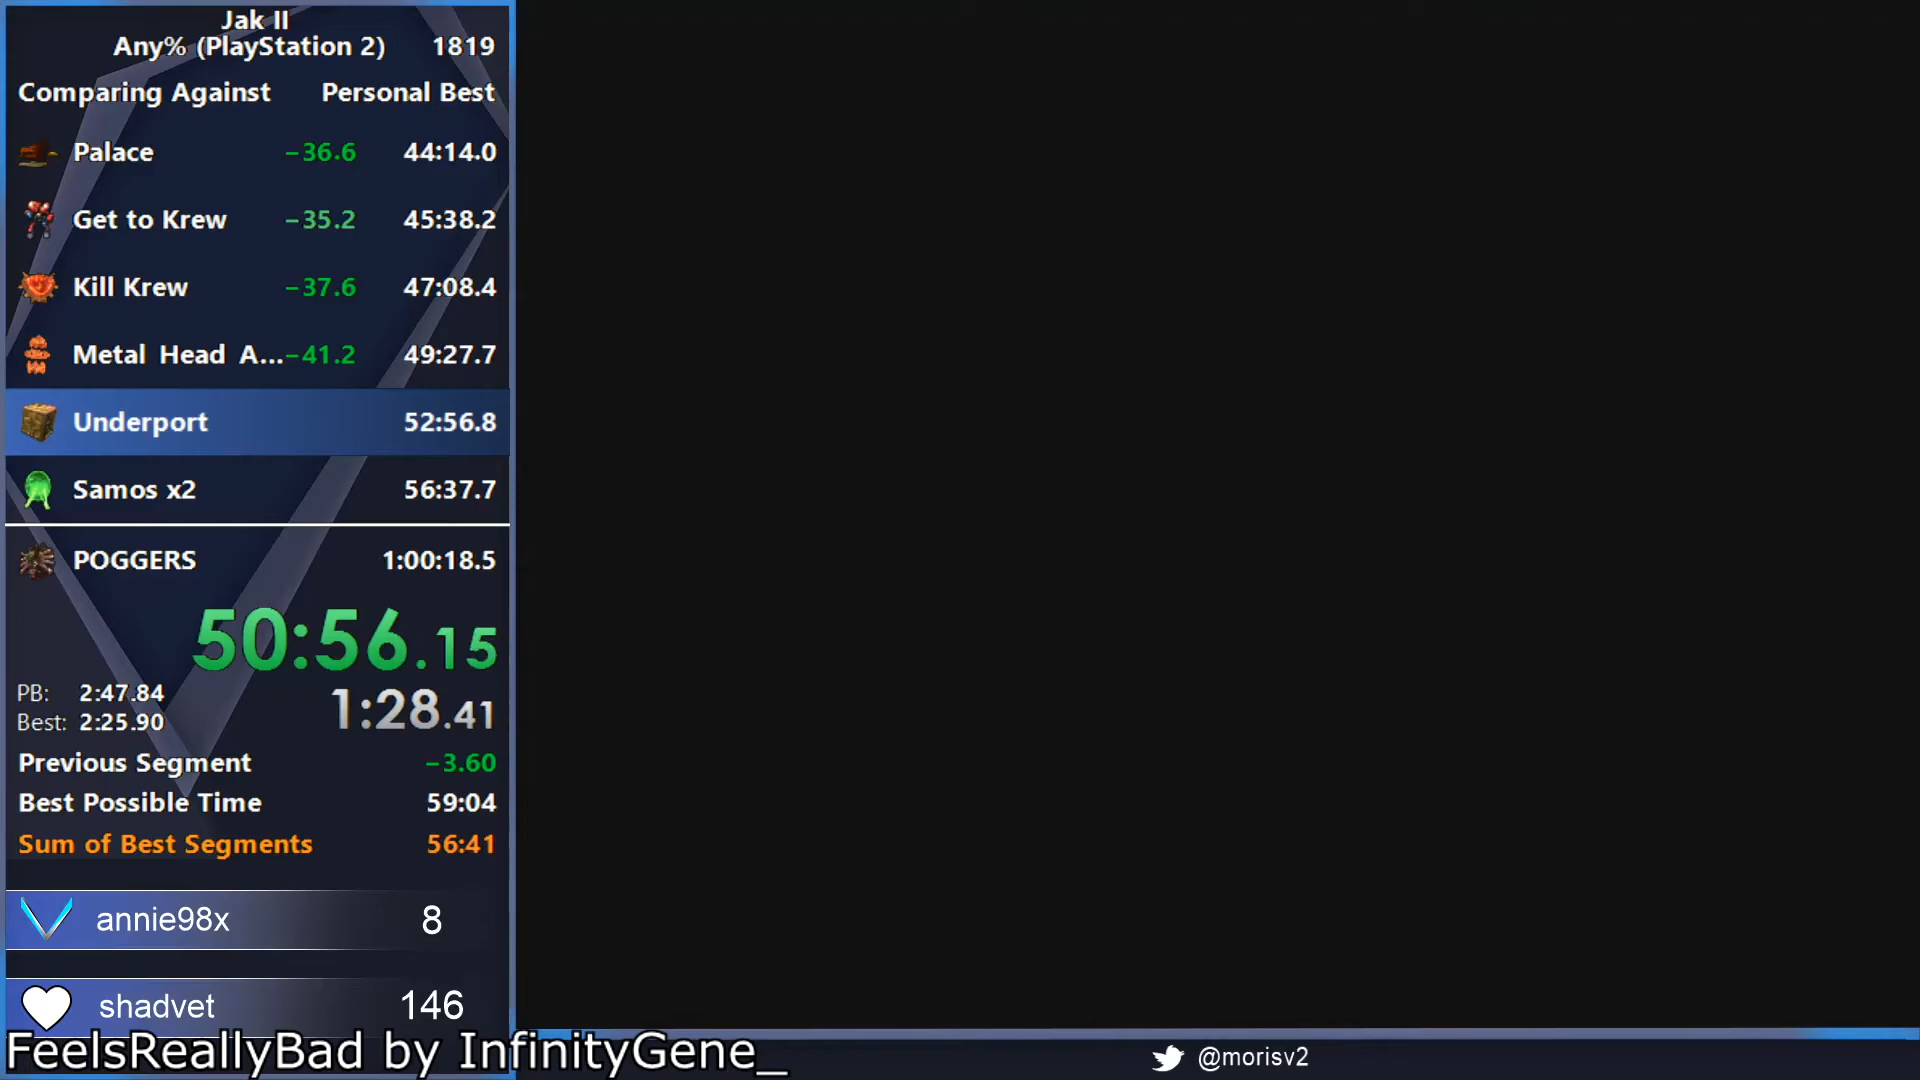 Jak II
Any% (PlayStation 2) 1819
Comparing Against Personal Best
Palace -36.6 44:14.0
Get to Krew -35.2 45:38.2
Kill Krew -37.6 47:08.4
Metal Head A... -41.2 49:27.7
Underport 52:56.8
Samos x2 56:37.7
POGGERS 1:00:18.5
50:56.15
PB: 2:47.84
1:28.41
Best: 2:25.90
Previous Segment -3.60
Best Possible Time 59:04
Sum of Best Segments 56:41
annie98x 8
shadvet 146
FeelsReallyBad by InfinityGene_
@morisv2